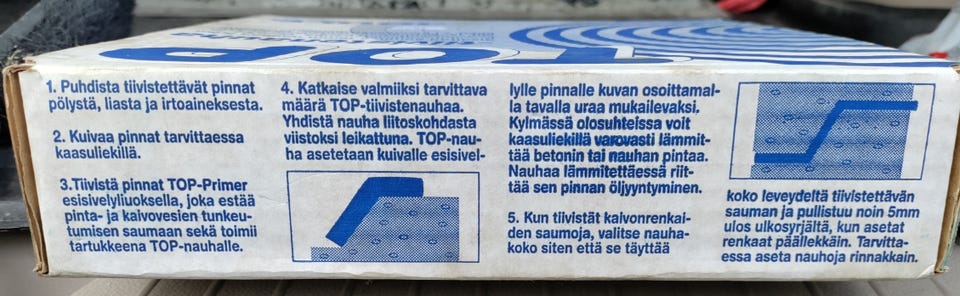 TOP
1. Puhdista tiivistettävät pinnat
pölystä, liasta ja irtoaineksesta.
2. Kuivaa pinnat tarvittaessa
kaasuliekillä.
3.Tiivistä pinnat TOP-Primer
esisivelyliuoksella, joka estää
pinta- ja kalvovesien tunkeu-
tumisen saumaan sekä toimii
tartukkeena TOP-nauhalle.
4. Katkaise valmiiksi tarvittava
määrä TOP-tiivistenauhaa.
Yhdistä nauha liitoskohdasta
viistoksi leikattuna. TOP-nau-
ha asetetaan kuivalle esisivel-
lylle pinnalle kuvan osoittamal-
la tavalla uraa mukailevaksi.
Kylmässä olosuhteissa voit
kaasuliekillä varovasti lämmit-
tää betonin tai nauhan pintaa.
Nauhaa lämmitettäessä riit-
tää sen pinnan öljyyntyminen.
5. Kun tiivistät kaivonrenkai-
den saumoja, valitse nauha-
koko siten että se täyttää
koko leveydeltä tiivistettävän
sauman ja pullistuu noin 5mm
ulos ulkosyrjältä, kun asetat
renkaat päällekkäin. Tarvitta-
essa aseta nauhoja rinnakkain.